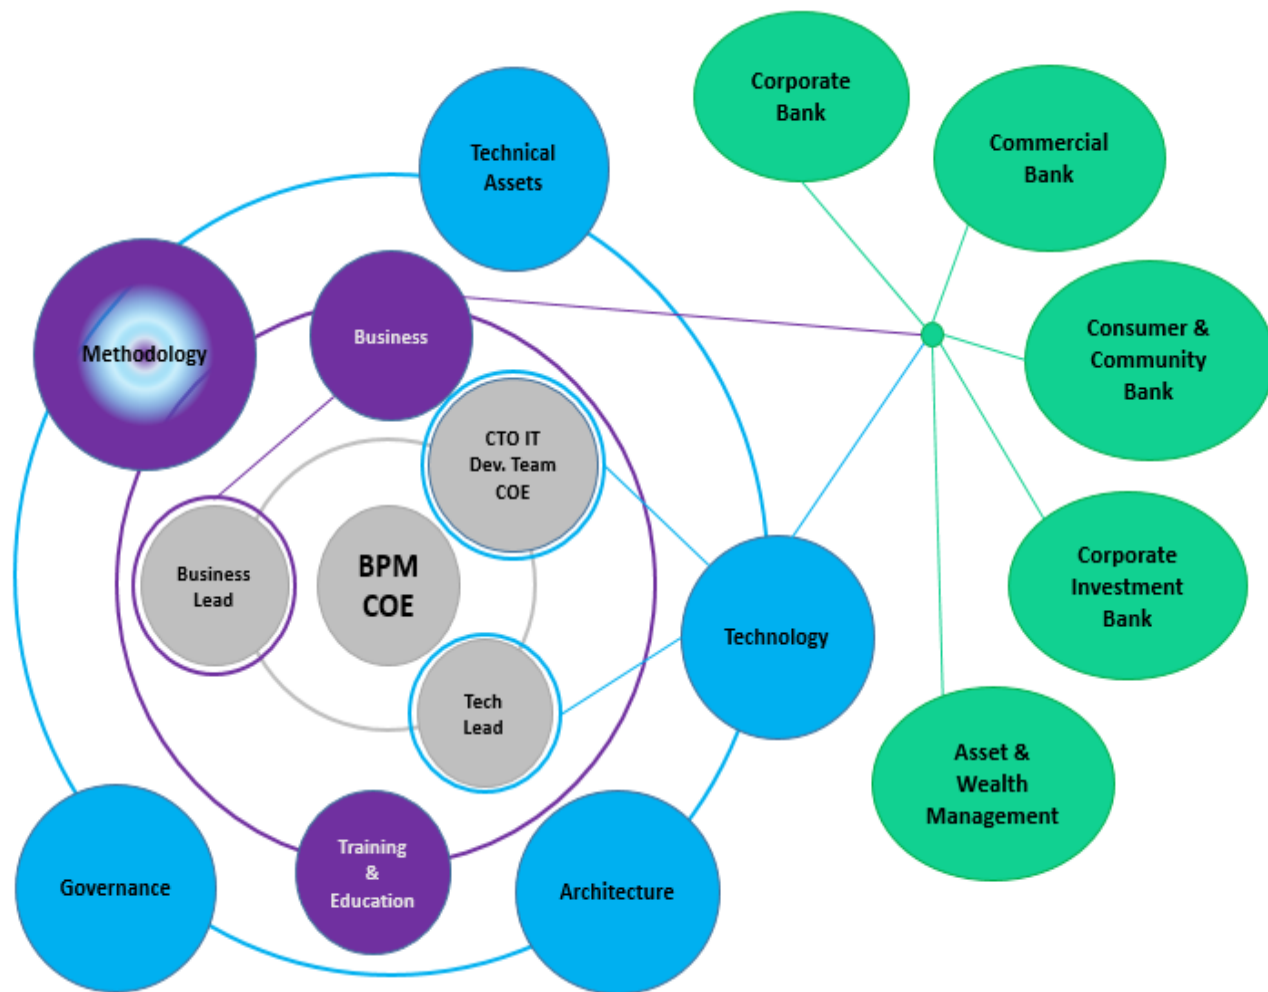 Corporate
Bank
Commercial
Bank
Technical
Assets
Business
Methodology
Consumer &
Community
Bank
CTO IT
Dev. Team
COE
Business
Lead
BPM
COE
Corporate
Investment
Bank
Technology
Tech
Lead
Asset &
Wealth
Management
Training
&
Education
Governance
Architecture